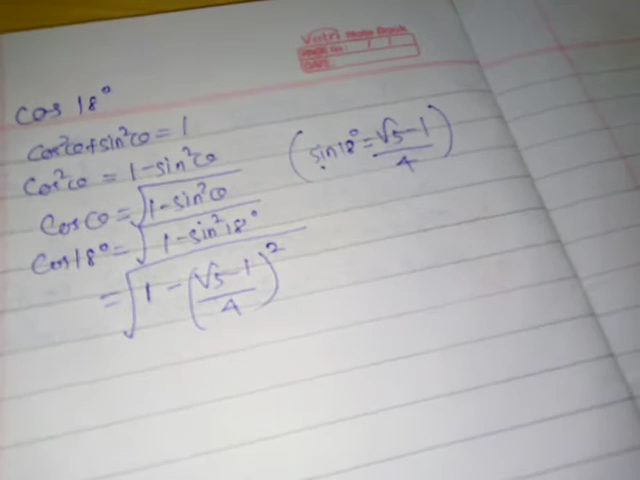 Vidhi Note Book
PAGE No.: / /
DATE:
cos 18°
cos²θ+sin²θ = 1
cos²θ = 1-sin²θ
cosθ = √1-sin²θ
(sin18° = √5-1/4)
cos18° = √1-sin²18°
= √1-(√5-1/4)²